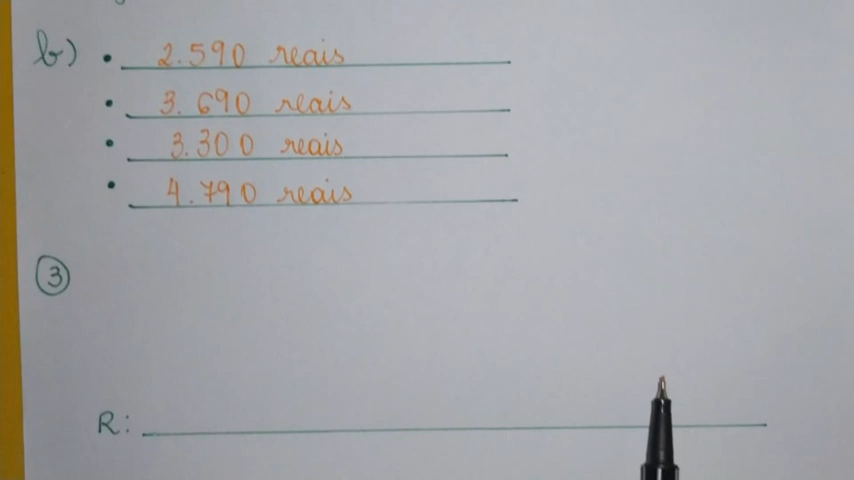 b) • 2.590 reais
• 3.690 reais
• 3.300 reais
• 4.790 reais
3
R: